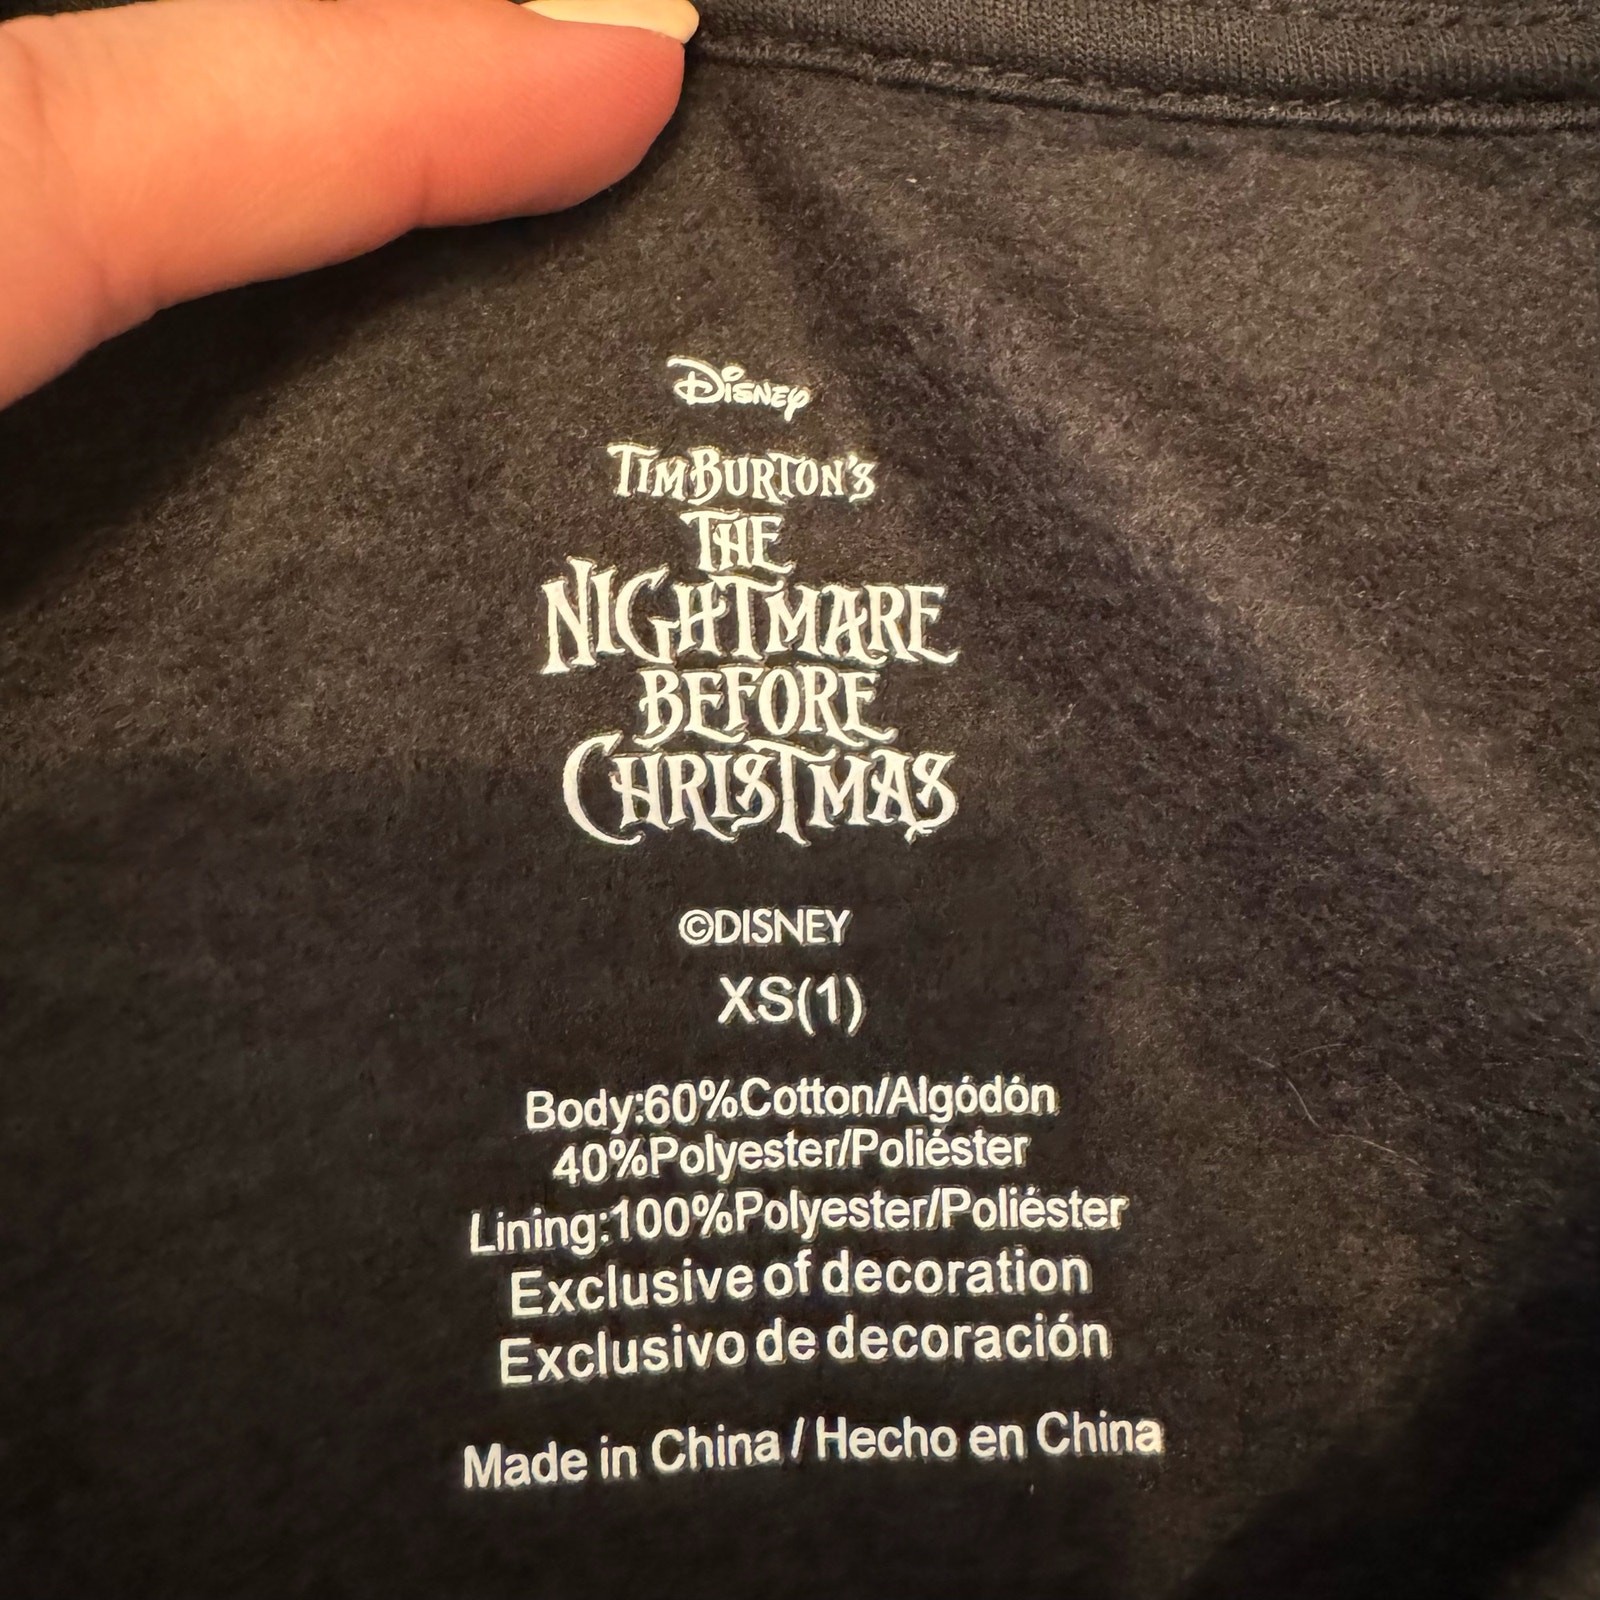 Disney
TIM BURTON'S
THE
NIGHTMARE
BEFORE
CHRISTMAS
©DISNEY
XS(1)
Body:60%Cotton/Algódón
40%Polyester/Poliéster
Lining:100%Polyester/Poliéster
Exclusive of decoration
Exclusivo de decoración
Made in China / Hecho en China